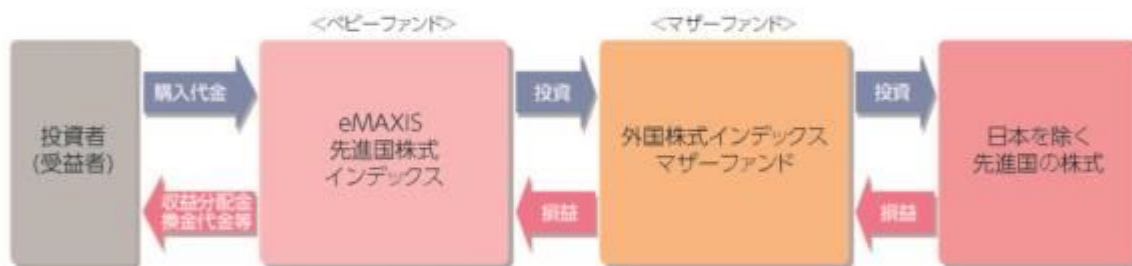 <ベビーファンド>
<マザーファンド>
投資者
(受益者)
購入代金
収益分配金
換金代金等
eMAXIS
先進国株式
インデックス
投資
損益
外国株式インデックス
マザーファンド
投資
損益
日本を除く
先進国の株式